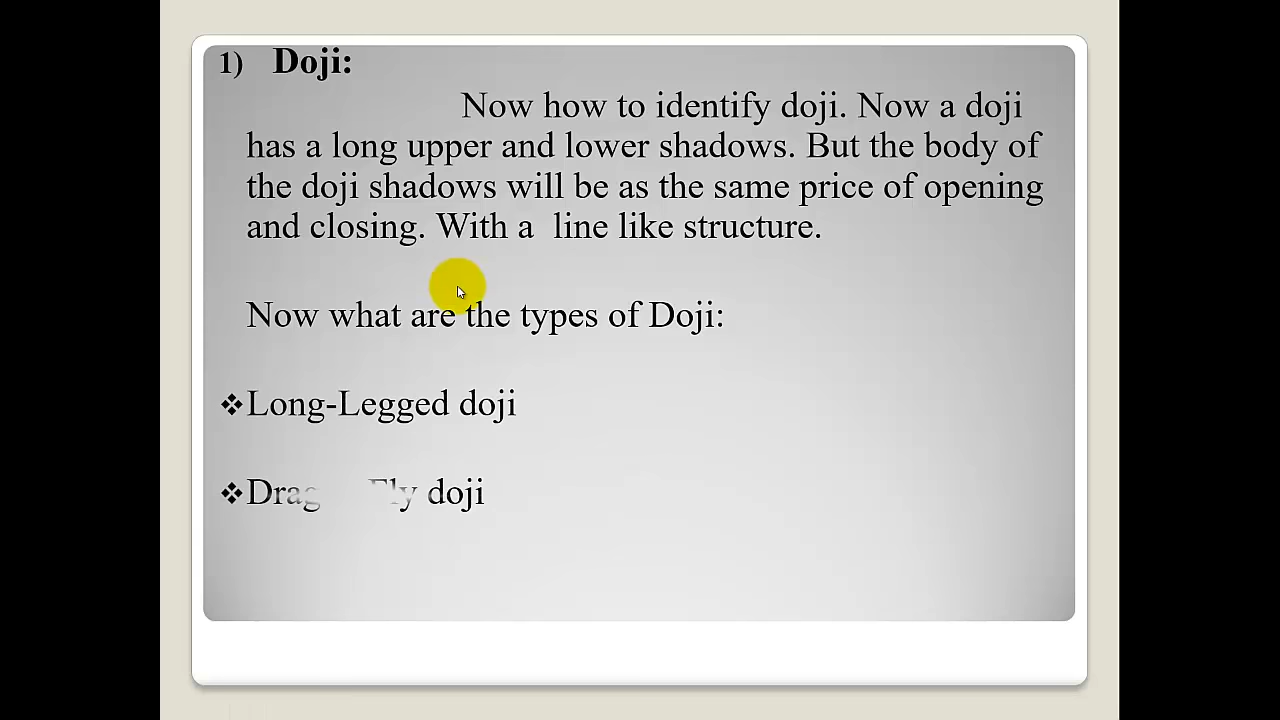 1) Doji:
Now how to identify doji. Now a doji
has a long upper and lower shadows. But the body of
the doji shadows will be as the same price of opening
and closing. With a line like structure.
Now what are the types of Doji:
❖Long-Legged doji
❖ doji